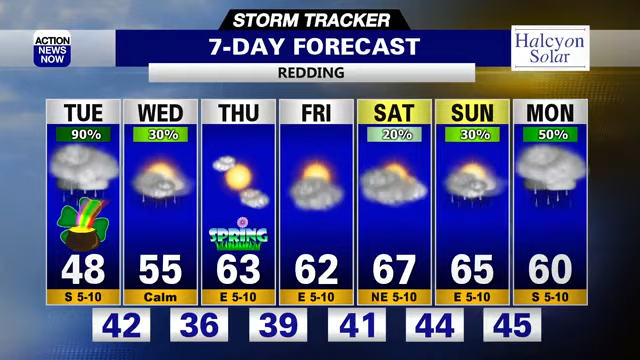 STORM TRACKER
ACTION
NEWS
NOW
7-DAY FORECAST
REDDING
Halcyon
Solar
TUE WED THU FRI SAT SUN MON
90% 30% 20% 30% 50%
SPRING
48 55 63 62 67 65 60
S 5-10 Calm E 5-10 E 5-10 NE 5-10 E 5-10 S 5-10
42 36 39 41 44 45